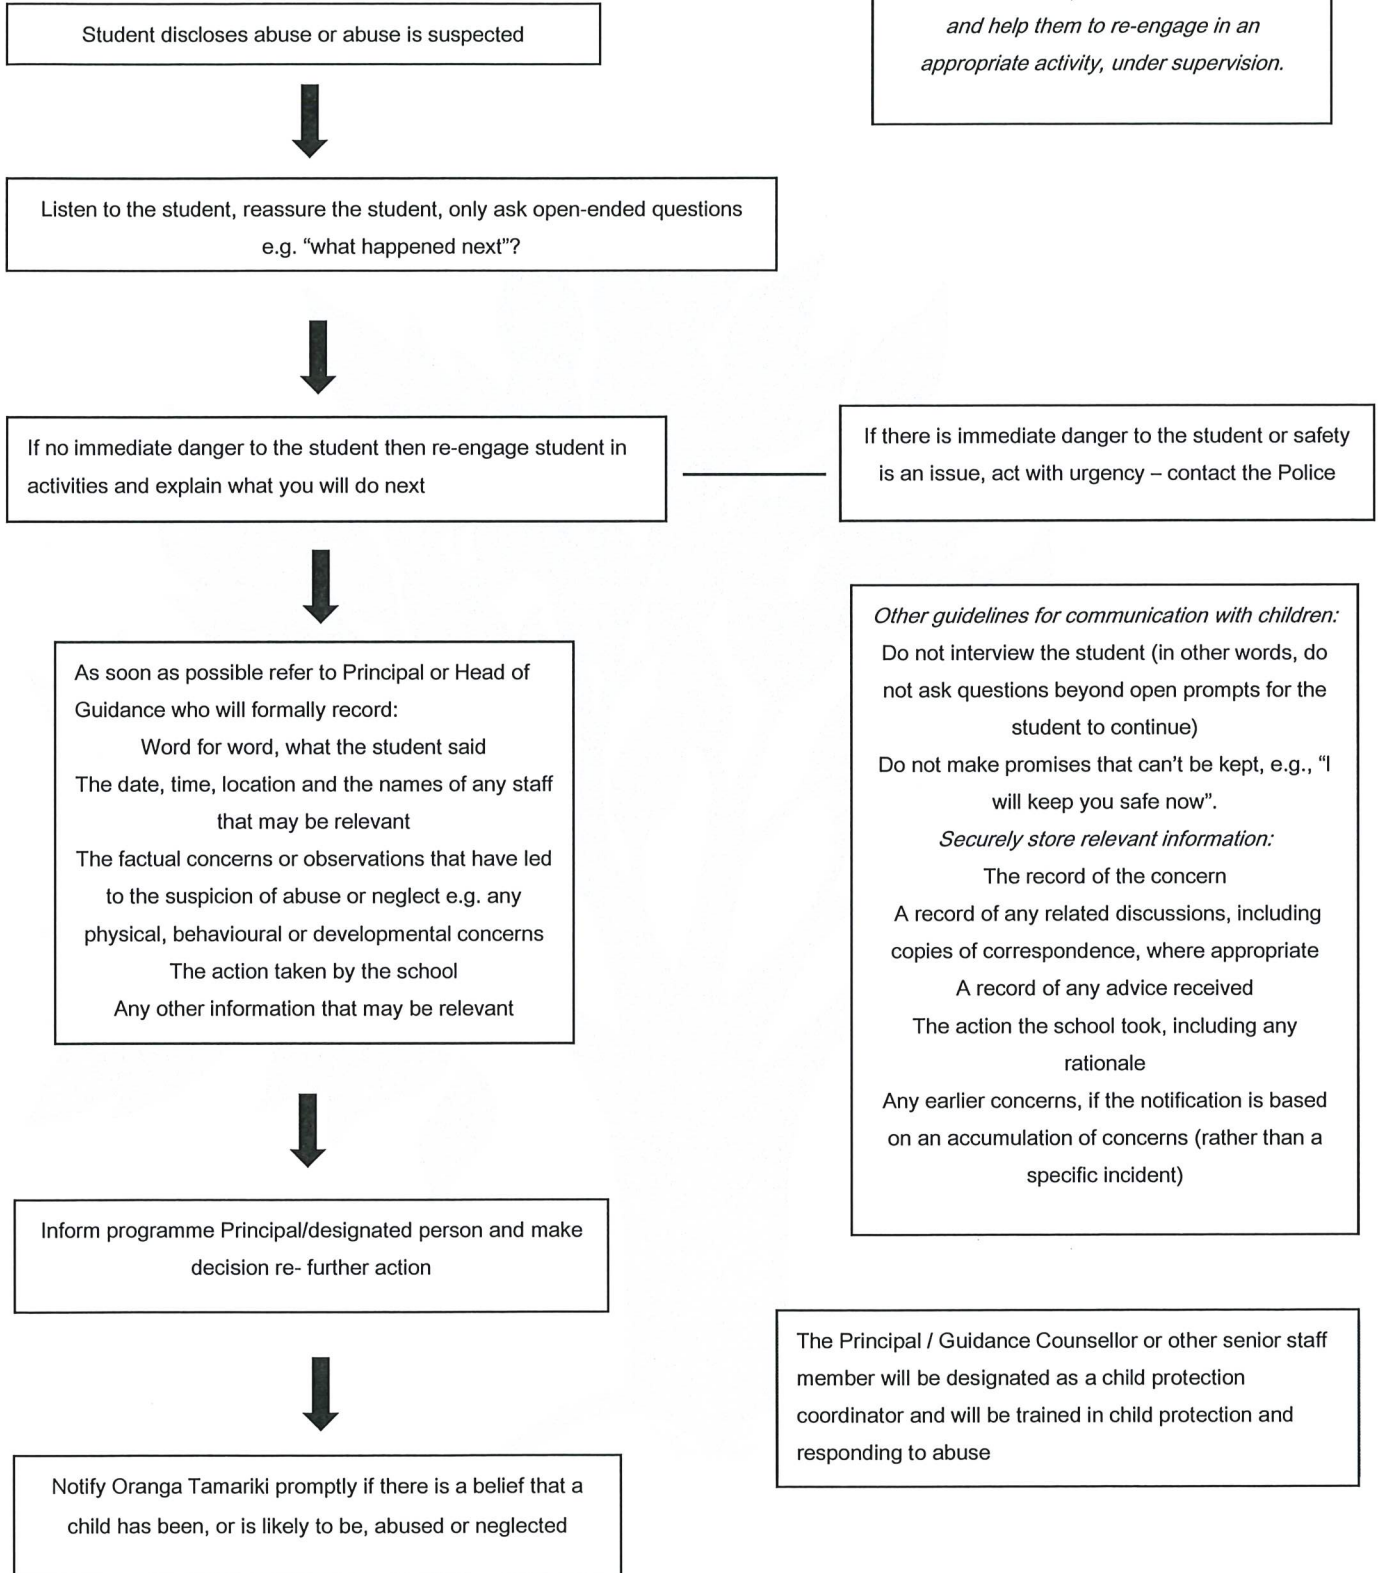 Student discloses abuse or abuse is suspected
and help them to re-engage in an
appropriate activity, under supervision.
Listen to the student, reassure the student, only ask open-ended questions
e.g. “what happened next”?
If no immediate danger to the student then re-engage student in
activities and explain what you will do next
If there is immediate danger to the student or safety
is an issue, act with urgency – contact the Police
As soon as possible refer to Principal or Head of
Guidance who will formally record:
Word for word, what the student said
The date, time, location and the names of any staff
that may be relevant
The factual concerns or observations that have led
to the suspicion of abuse or neglect e.g. any
physical, behavioural or developmental concerns
The action taken by the school
Any other information that may be relevant
Other guidelines for communication with children:
Do not interview the student (in other words, do
not ask questions beyond open prompts for the
student to continue)
Do not make promises that can’t be kept, e.g., “I
will keep you safe now”.
Securely store relevant information:
The record of the concern
A record of any related discussions, including
copies of correspondence, where appropriate
A record of any advice received
The action the school took, including any
rationale
Any earlier concerns, if the notification is based
on an accumulation of concerns (rather than a
specific incident)
Inform programme Principal/designated person and make
decision re- further action
The Principal / Guidance Counsellor or other senior staff
member will be designated as a child protection
coordinator and will be trained in child protection and
responding to abuse
Notify Oranga Tamariki promptly if there is a belief that a
child has been, or is likely to be, abused or neglected